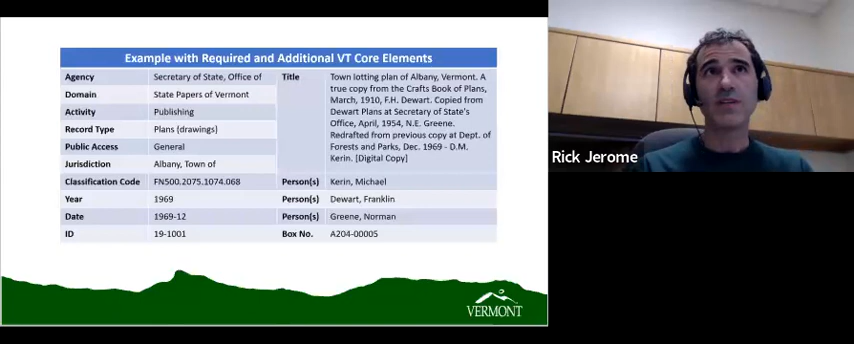 Example with Required and Additional VT Core Elements
Agency Secretary of State, Office of
Domain State Papers of Vermont
Activity Publishing
Record Type Plans (drawings)
Public Access General
Jurisdiction Albany, Town of
Title Town lotting plan of Albany, Vermont. A
true copy from the Crafts Book of Plans,
March, 1910, F.H. Dewart. Copied from
Dewart Plans at Secretary of State's
Office, April, 1954, N.E. Greene.
Redrafted from previous copy at Dept. of
Forests and Parks, Dec. 1969 - D.M.
Kerin. [Digital Copy]
Classification Code FN500.2075.1074.068 Person(s) Kerin, Michael
Year 1969 Person(s) Dewart, Franklin
Date 1969-12 Person(s) Greene, Norman
ID 19-1001 Box No. A204-00005
VERMONT
Rick Jerome